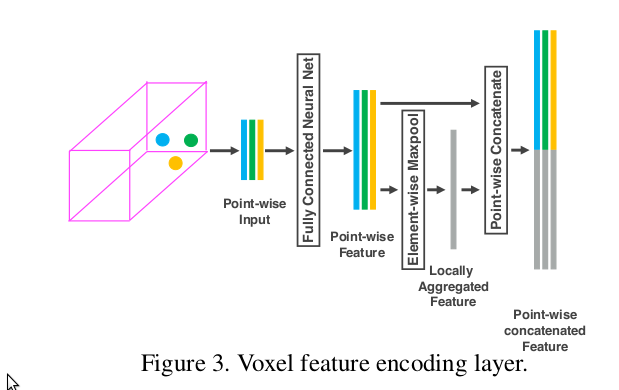 Point-wise
Input
Fully Connected Neural Net
Point-wise
Feature
Element-wise Maxpool
Locally
Aggregated
Feature
Point-wise Concatenate
Point-wise
concatenated
Feature
Figure 3. Voxel feature encoding layer.